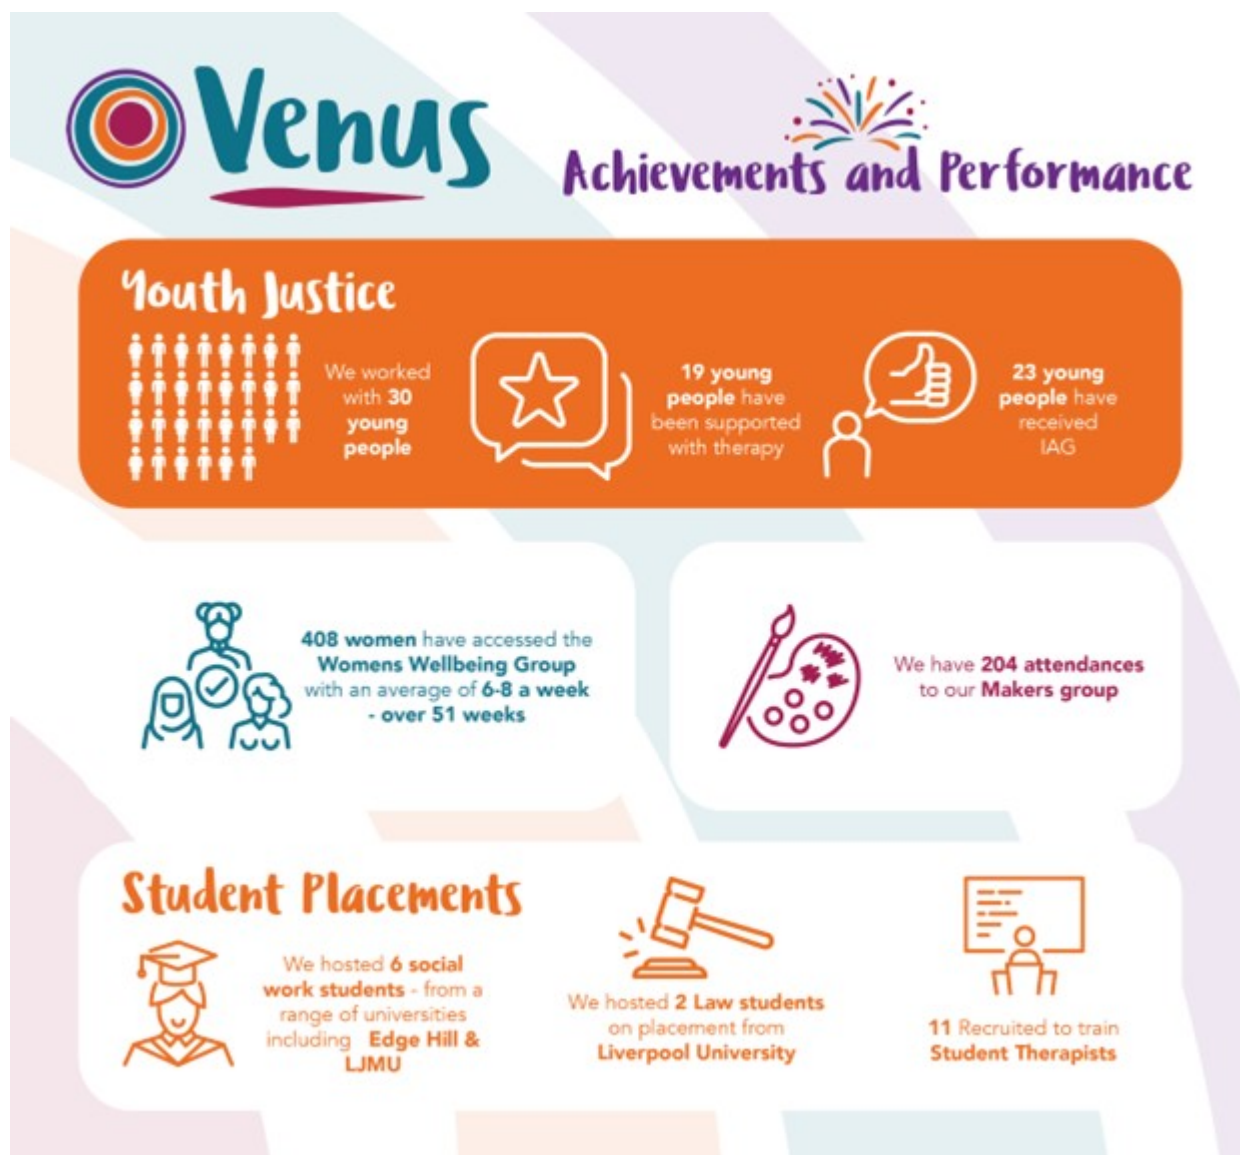 Venus
Achievements and Performance
Youth Justice
We worked
with 30
young
people
19 young
people have
been supported
with therapy
23 young
people have
received
IAG
408 women have accessed the
Womens Wellbeing Group
with an average of 6-8 a week
- over 51 weeks
We have 204 attendances
to our Makers group
Student Placements
We hosted 6 social
work students - from a
range of universities
including Edge Hill &
LJMU
We hosted 2 Law students
on placement from
Liverpool University
11 Recruited to train
Student Therapists